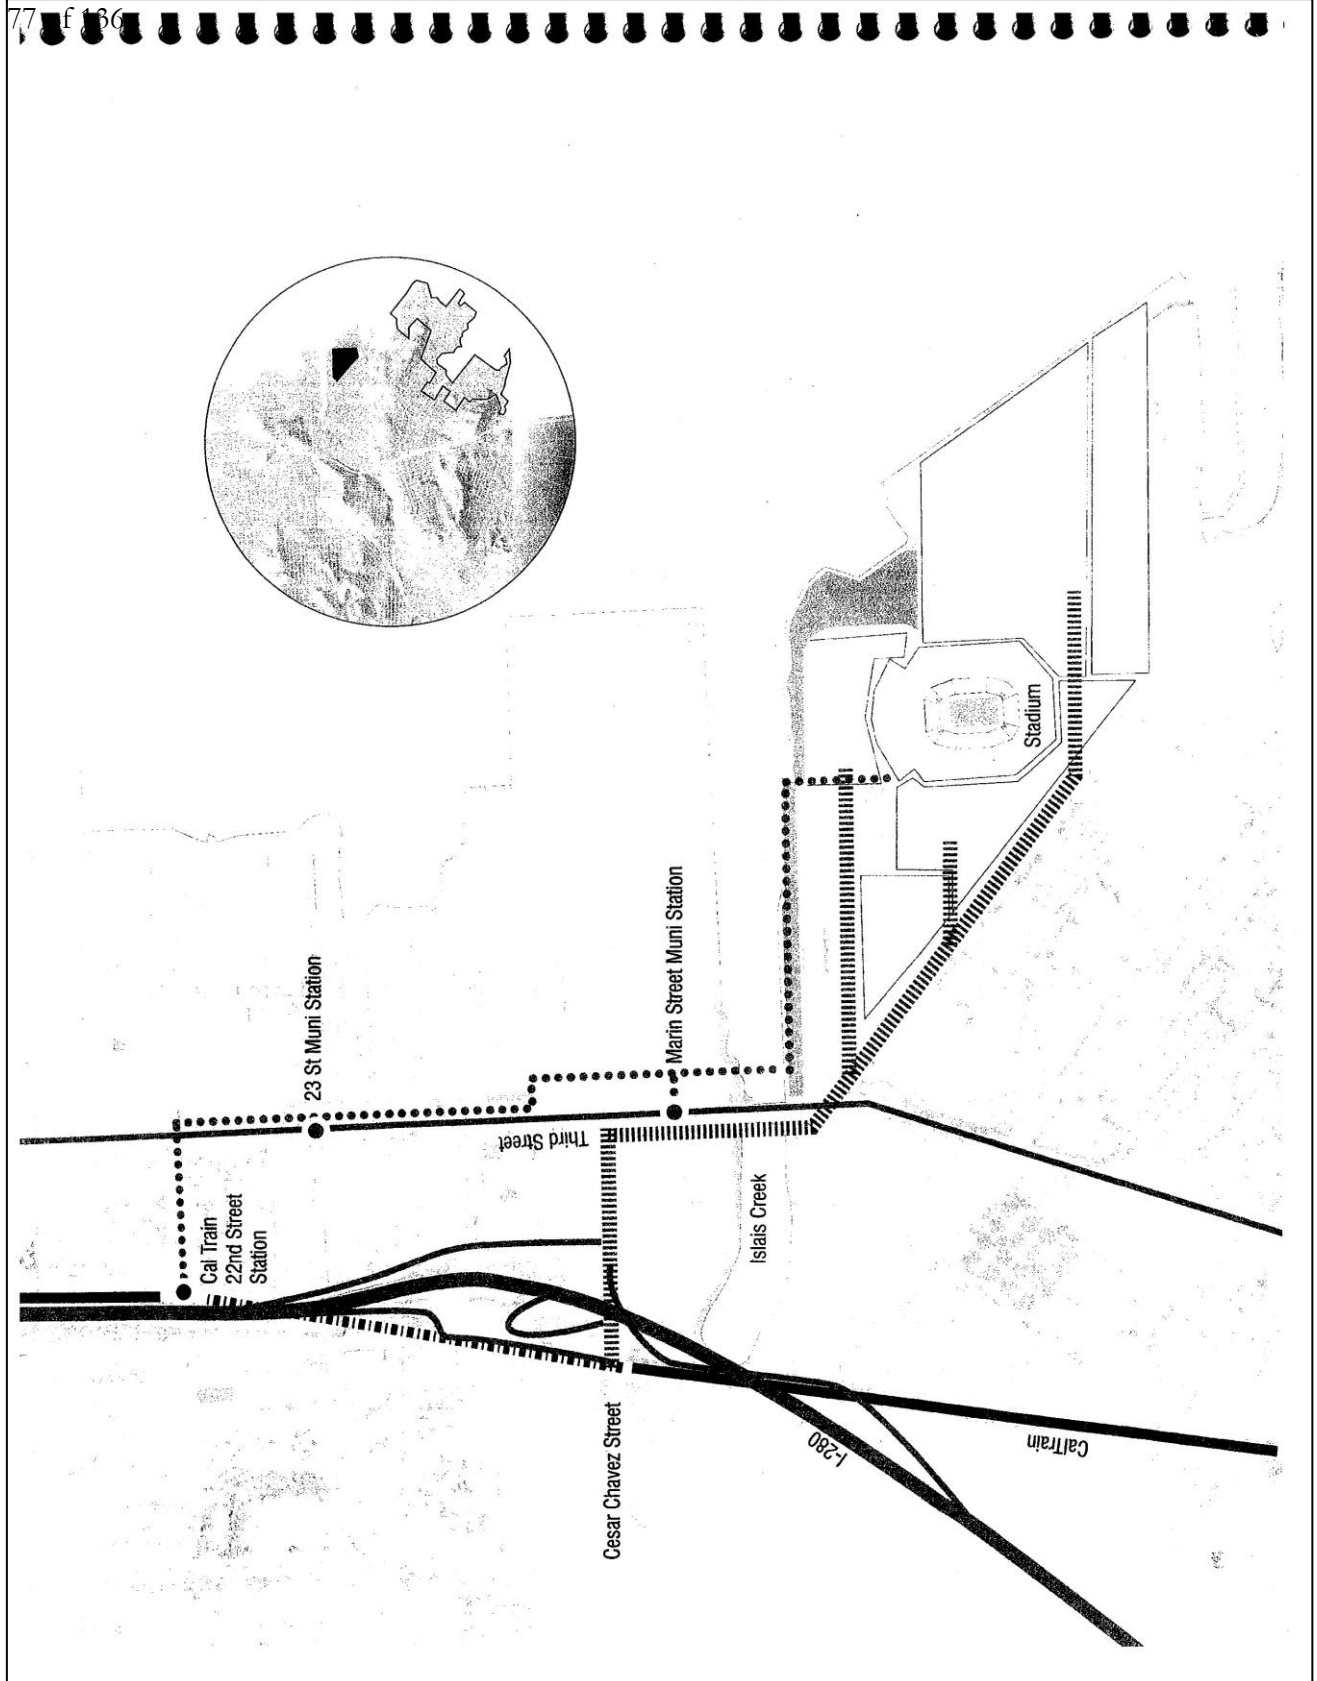 77 of 136
Stadium
23 St Muni Station
Marin Street Muni Station
Third Street
Cal Train
22nd Street
Station
Islais Creek
Cesar Chavez Street
I-280
CalTrain